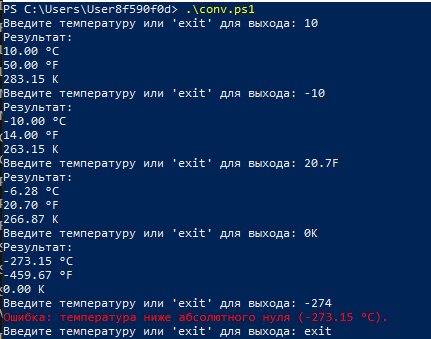 PS C:\Users\User8f590f0d> .\conv.ps1
Введите температуру или 'exit' для выхода: 10
Результат:
10.00 °C
50.00 °F
283.15 K
Введите температуру или 'exit' для выхода: -10
Результат:
-10.00 °C
14.00 °F
263.15 K
Введите температуру или 'exit' для выхода: 20.7F
Результат:
-6.28 °C
20.70 °F
266.87 K
Введите температуру или 'exit' для выхода: 0K
Результат:
-273.15 °C
-459.67 °F
0.00 K
Введите температуру или 'exit' для выхода: -274
Ошибка: температура ниже абсолютного нуля (-273.15 °C).
Введите температуру или 'exit' для выхода: exit